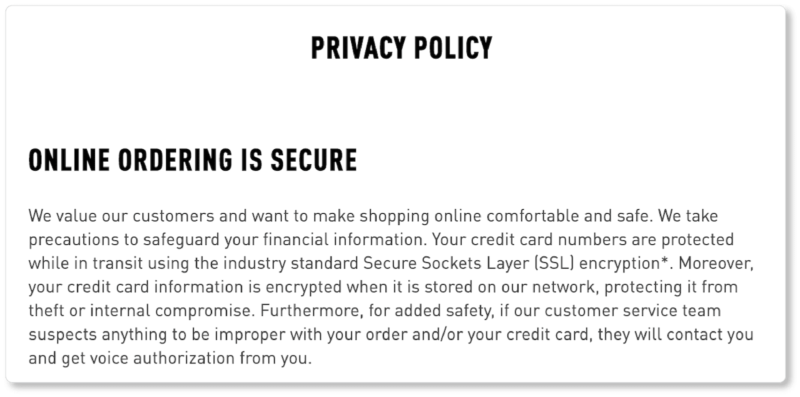 PRIVACY POLICY
ONLINE ORDERING IS SECURE
We value our customers and want to make shopping online comfortable and safe. We take
precautions to safeguard your financial information. Your credit card numbers are protected
while in transit using the industry standard Secure Sockets Layer (SSL) encryption*. Moreover,
your credit card information is encrypted when it is stored on our network, protecting it from
theft or internal compromise. Furthermore, for added safety, if our customer service team
suspects anything to be improper with your order and/or your credit card, they will contact you
and get voice authorization from you.